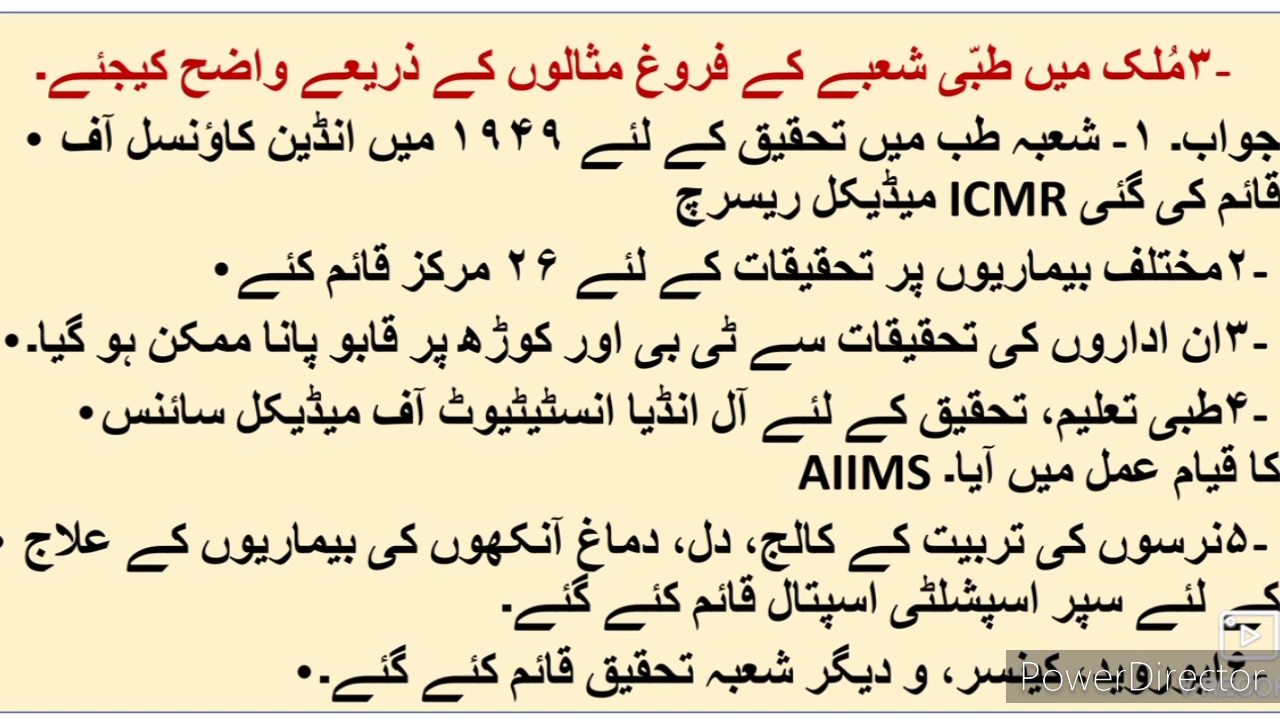 ۳۔مُلک میں طبّی شعبے کے فروغ مثالوں کے ذریعے واضح کیجئے۔
جواب۔ ۱۔ شعبہ طب میں تحقیق کے لئے ۱۹۴۹ میں انڈین کاؤنسل آف •
قائم کی گئی ICMR میڈیکل ریسرچ
۲۔مختلف بیماریوں پر تحقیقات کے لئے ۲۶ مرکز قائم کئے •
۳۔ان اداروں کی تحقیقات سے ٹی بی اور کوڑھ پر قابو پانا ممکن ہو گیا۔ •
۴۔طبی تعلیم، تحقیق کے لئے آل انڈیا انسٹیٹیوٹ آف میڈیکل سائنس •
کا قیام عمل میں آیا۔ AIIMS
۵۔نرسوں کی تربیت کے کالج، دل، دماغ آنکھوں کی بیماریوں کے علاج •
کے لئے سپر اسپشلٹی اسپتال قائم کئے گئے۔
کینسر، و دیگر شعبہ تحقیق قائم کئے گئے۔ •
PowerDirector